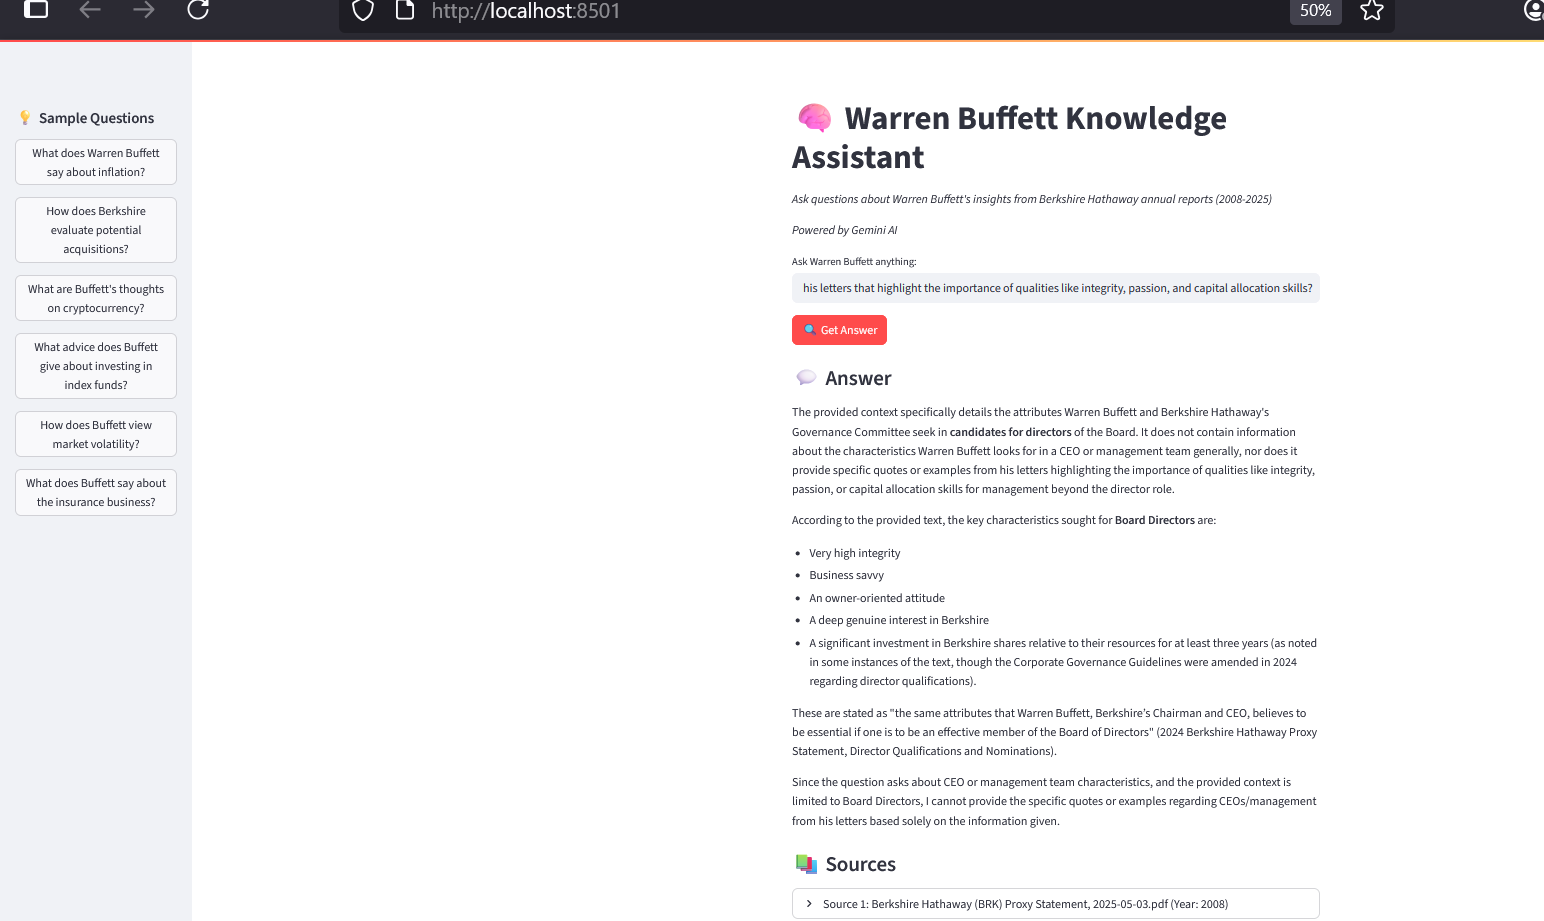 http://localhost:8501
50%
Sample Questions
What does Warren Buffett
say about inflation?
How does Berkshire
evaluate potential
acquisitions?
What are Buffett's thoughts
on cryptocurrency?
What advice does Buffett
give about investing in
index funds?
How does Buffett view
market volatility?
What does Buffett say about
the insurance business?
Warren Buffett Knowledge
Assistant
Ask questions about Warren Buffett's insights from Berkshire Hathaway annual reports (2008-2025)
Powered by Gemini AI
Ask Warren Buffett anything:
his letters that highlight the importance of qualities like integrity, passion, and capital allocation skills?
Get Answer
Answer
The provided context specifically details the attributes Warren Buffett and Berkshire Hathaway's
Governance Committee seek in candidates for directors of the Board. It does not contain information
about the characteristics Warren Buffett looks for in a CEO or management team generally, nor does it
provide specific quotes or examples from his letters highlighting the importance of qualities like integrity,
passion, or capital allocation skills for management beyond the director role.
According to the provided text, the key characteristics sought for Board Directors are:
• Very high integrity
• Business savvy
• An owner-oriented attitude
• A deep genuine interest in Berkshire
• A significant investment in Berkshire shares relative to their resources for at least three years (as noted
in some instances of the text, though the Corporate Governance Guidelines were amended in 2024
regarding director qualifications).
These are stated as "the same attributes that Warren Buffett, Berkshire’s Chairman and CEO, believes to
be essential if one is to be an effective member of the Board of Directors" (2024 Berkshire Hathaway Proxy
Statement, Director Qualifications and Nominations).
Since the question asks about CEO or management team characteristics, and the provided context is
limited to Board Directors, I cannot provide the specific quotes or examples regarding CEOs/management
from his letters based solely on the information given.
Sources
Source 1: Berkshire Hathaway (BRK) Proxy Statement, 2025-05-03.pdf (Year: 2008)